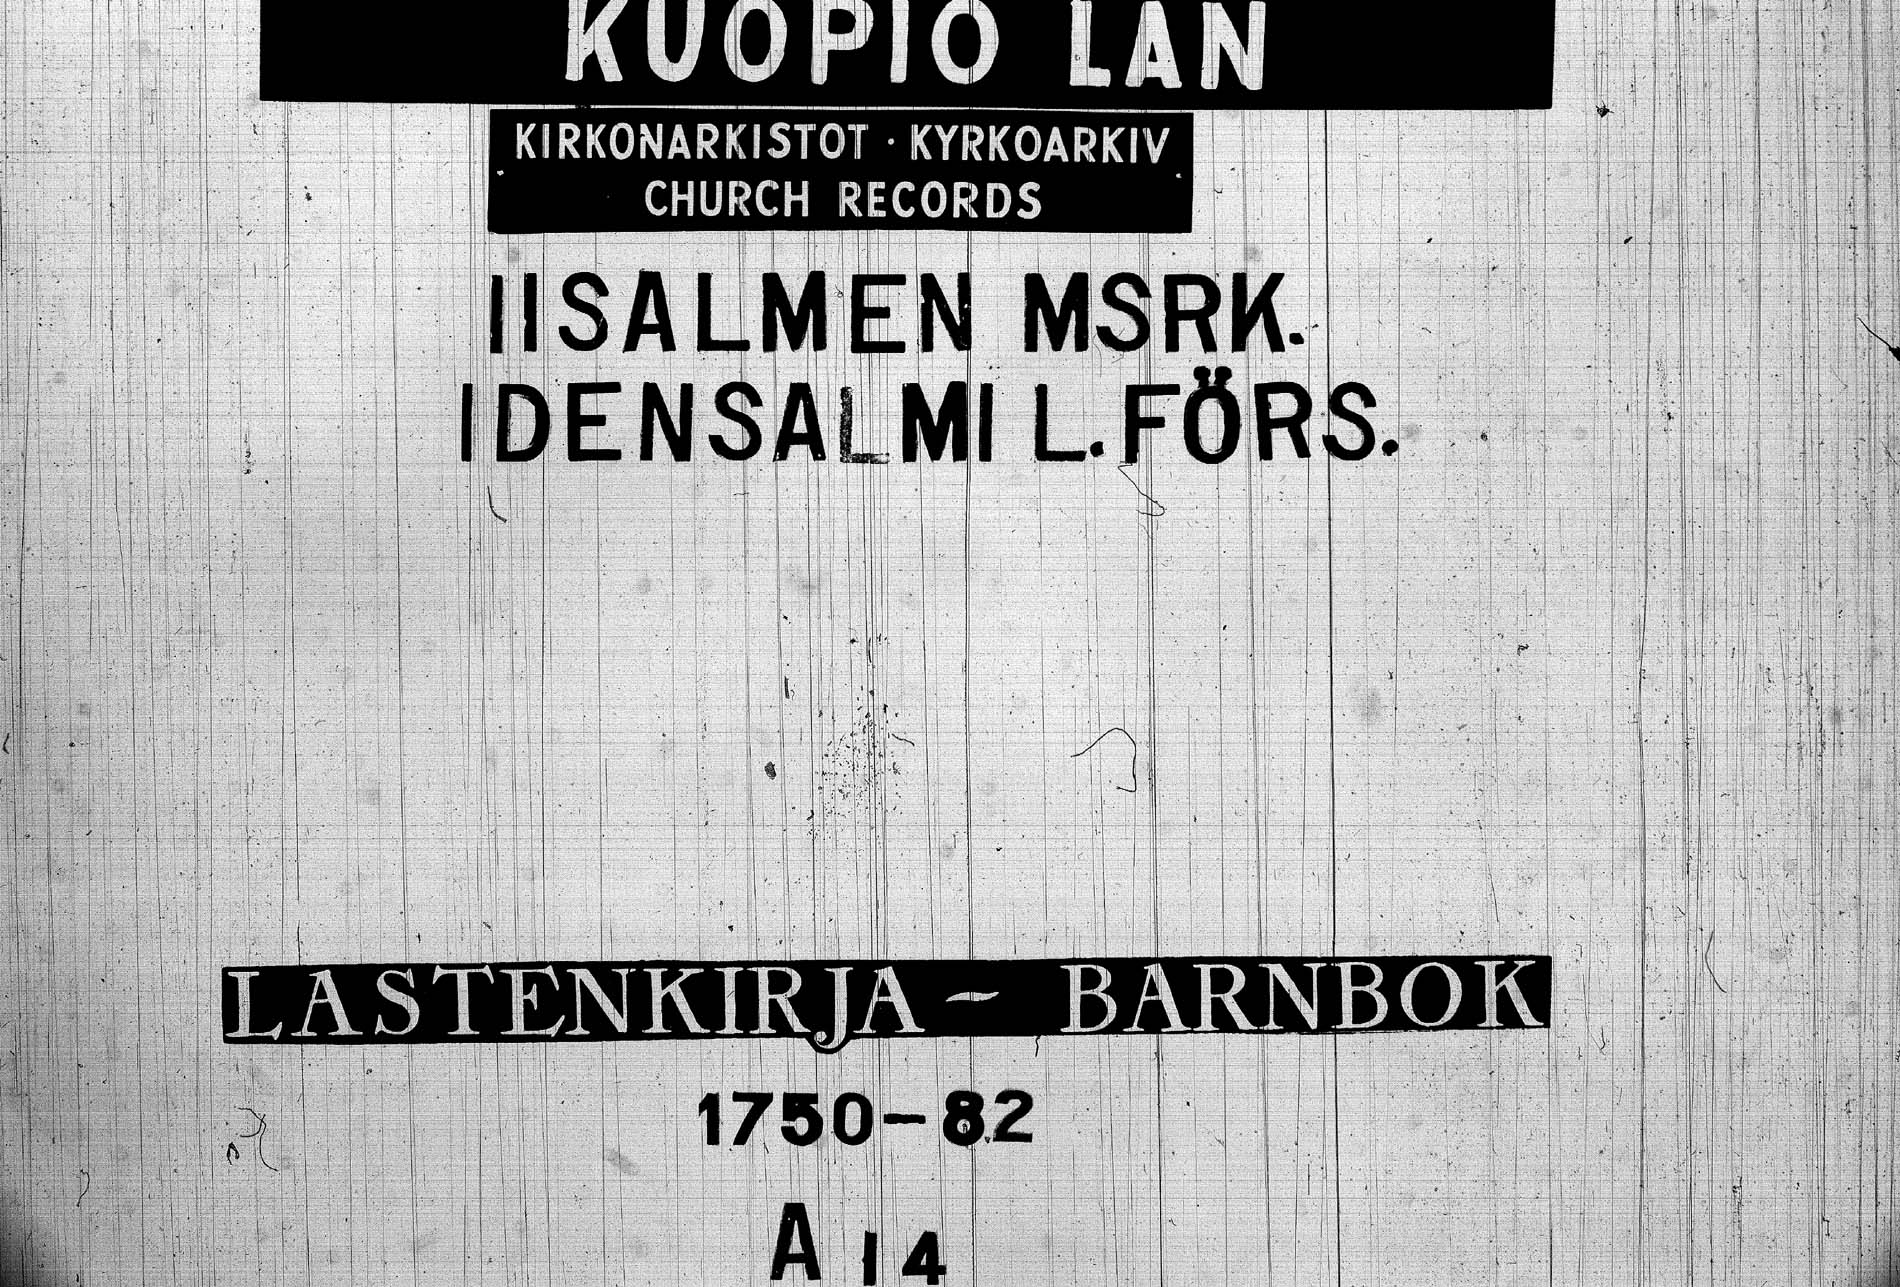 KUOPIO LÄN
KIRKONARKISTOT · KYRKOARKIV
CHURCH RECORDS
IISALMEN MSRK.
IDENSALMI L.FÖRS.
LASTENKIRJA - BARNBOK
1750-82
A 14